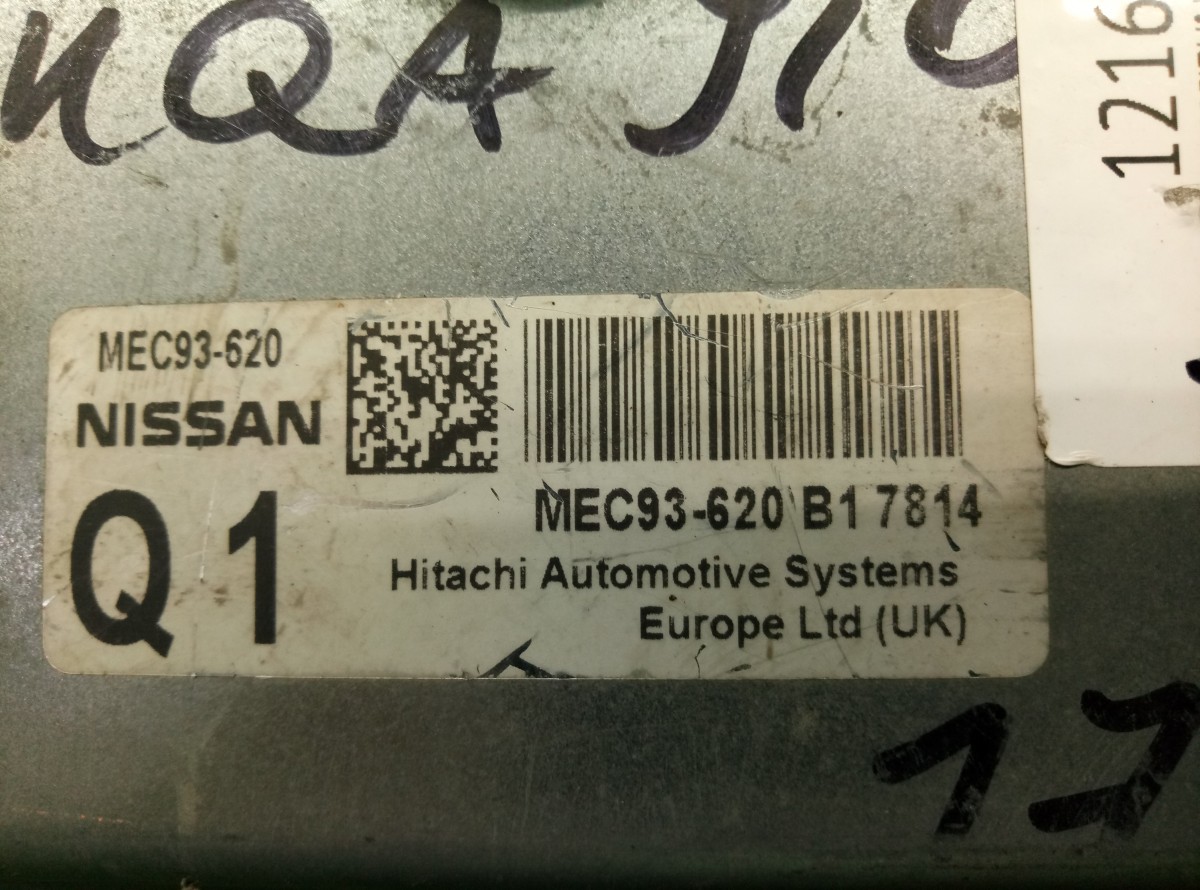 1216
MEC93-620
NISSAN
Q1
MEC93-620 B1 7814
Hitachi Automotive Systems
Europe Ltd (UK)